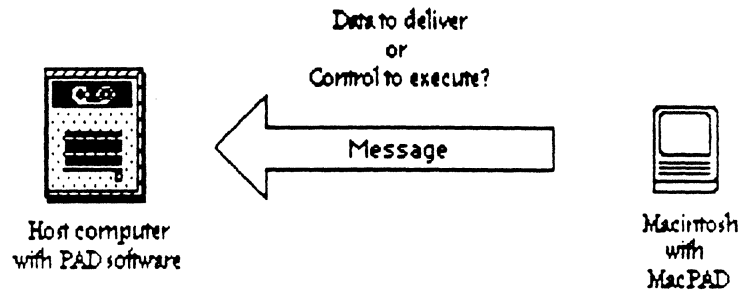 Data to deliver
or
Control to execute?
Message
Host computer
with PAD software
Macintosh
with
MacPAD